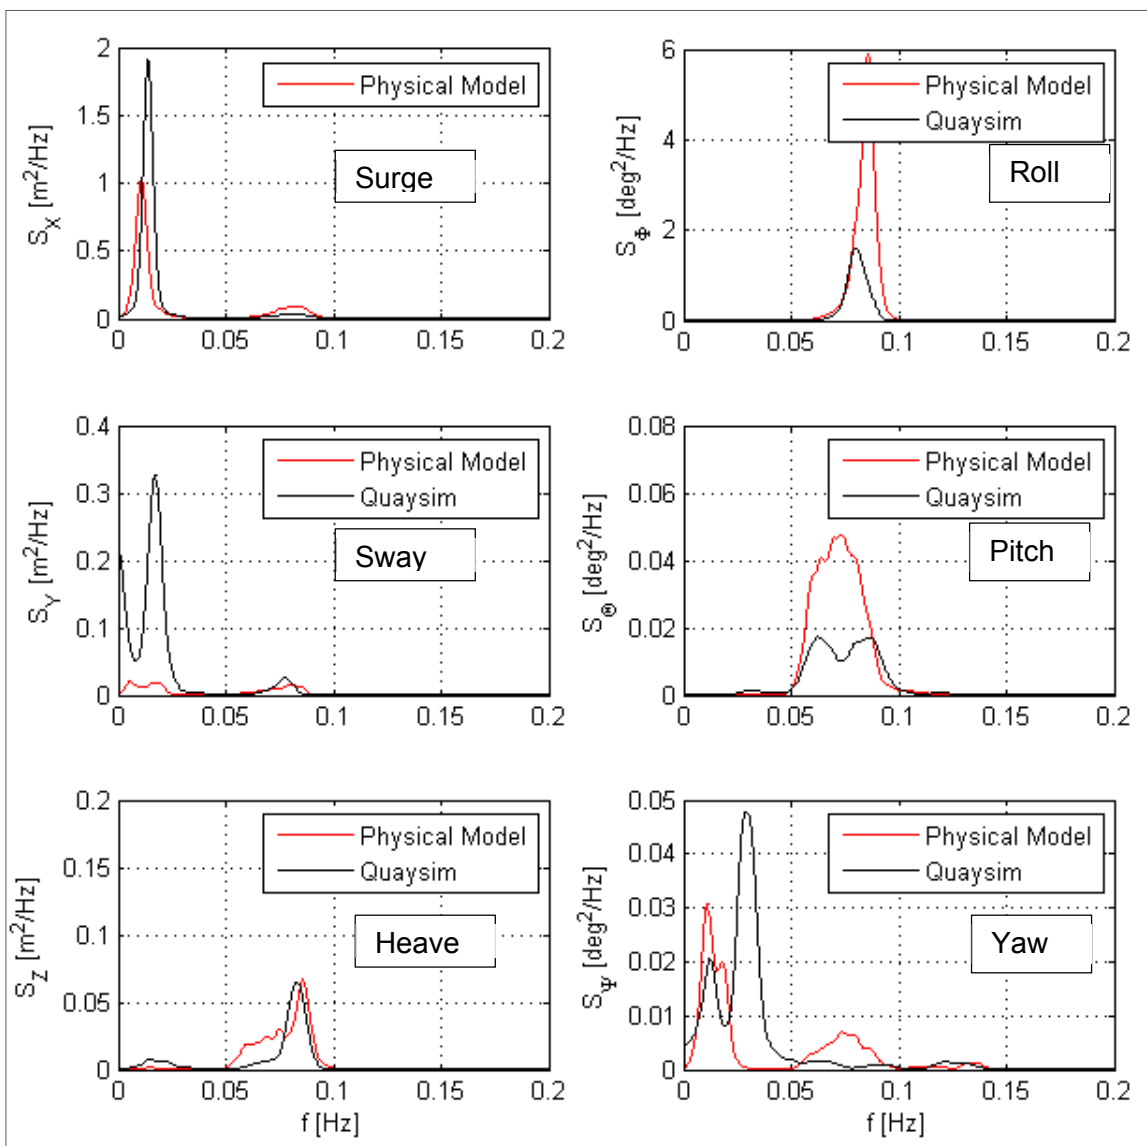 2
1.5
1
0.5
0
S_X [m²/Hz]
0 0.05 0.1 0.15 0.2
Physical Model
Surge
6
4
2
0
S_Φ [deg²/Hz]
0 0.05 0.1 0.15 0.2
Physical Model
Quaysim
Roll
0.4
0.3
0.2
0.1
0
S_Y [m²/Hz]
0 0.05 0.1 0.15 0.2
Physical Model
Quaysim
Sway
0.08
0.06
0.04
0.02
0
S_Θ [deg²/Hz]
0 0.05 0.1 0.15 0.2
Physical Model
Quaysim
Pitch
0.2
0.15
0.1
0.05
0
S_Z [m²/Hz]
0 0.05 0.1 0.15 0.2
f [Hz]
Physical Model
Quaysim
Heave
0.05
0.04
0.03
0.02
0.01
0
S_Ψ [deg²/Hz]
0 0.05 0.1 0.15 0.2
f [Hz]
Physical Model
Quaysim
Yaw